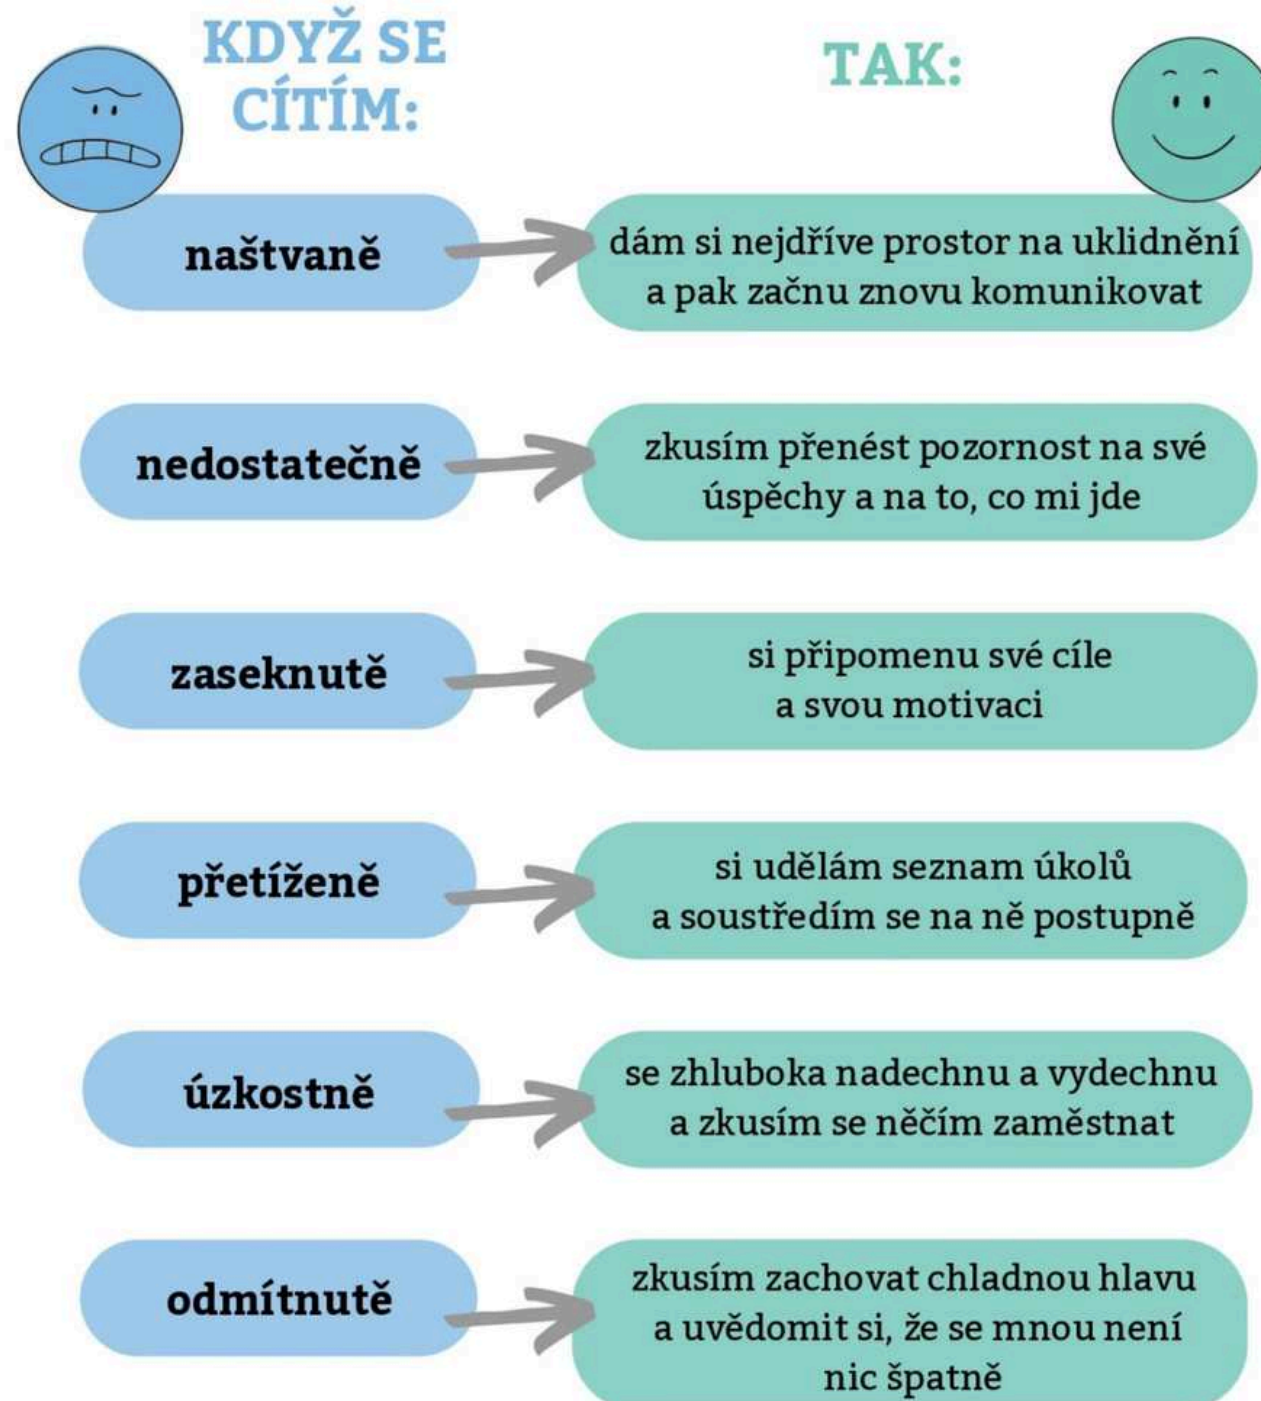 KDYŽ SE
CÍTÍM:
TAK:
naštvaně
dám si nejdříve prostor na uklidnění
a pak začnu znovu komunikovat
nedostatečně
zkusím přenést pozornost na své
úspěchy a na to, co mi jde
zaseknutě
si připomenu své cíle
a svou motivaci
přetíženě
si udělám seznam úkolů
a soustředím se na ně postupně
úzkostně
se zhluboka nadechnu a vydechnu
a zkusím se něčím zaměstnat
odmítnutě
zkusím zachovat chladnou hlavu
a uvědomit si, že se mnou není
nic špatně